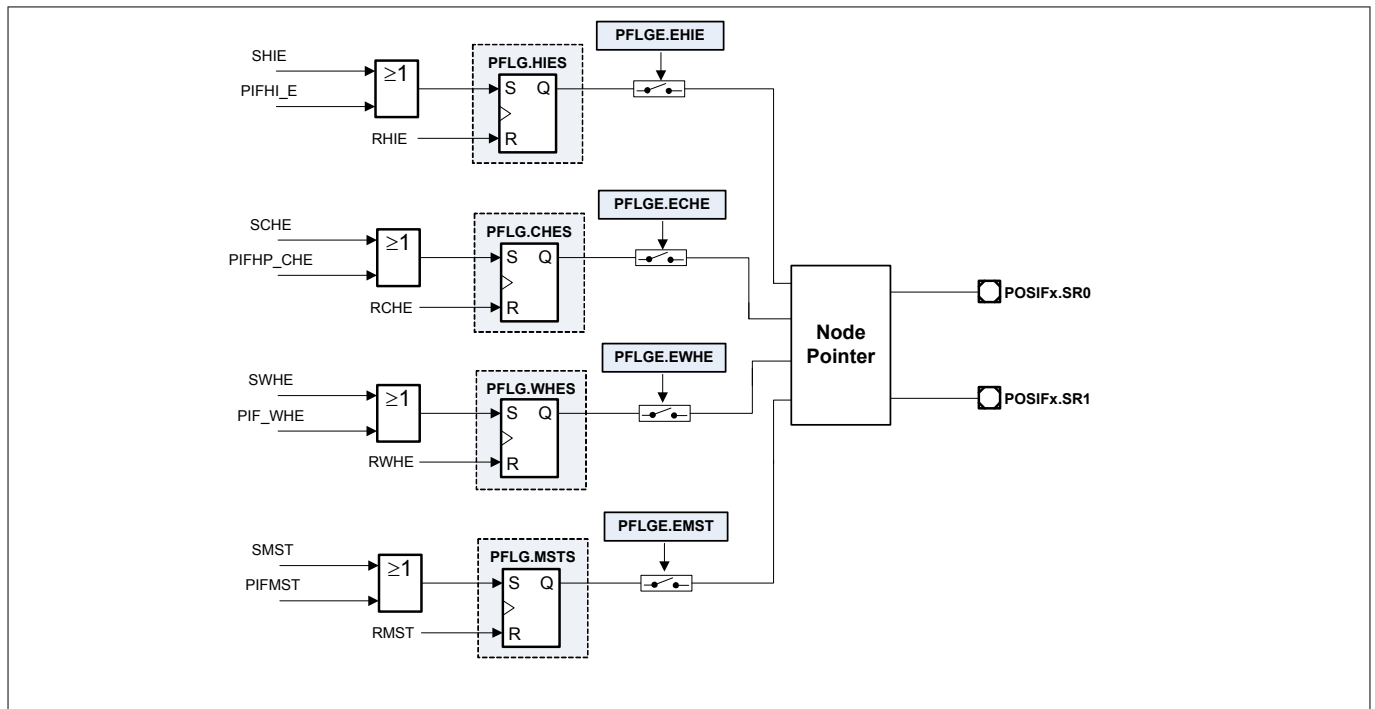 PFLGE.EHIE
SHIE
PFLG.HIES
≥1
PIFHI_E
S Q
RHIE
R
PFLGE.ECHE
SCHE
PFLG.CHES
≥1
PIFHP_CHE
S Q
RCHE
R
PFLGE.EWHE
SWHE
PFLG.WHES
≥1
PIF_WHE
S Q
RWHE
R
PFLGE.EMST
SMST
PFLG.MSTS
≥1
PIFMST
S Q
RMST
R
Node
Pointer
POSIFx.SR0
POSIFx.SR1